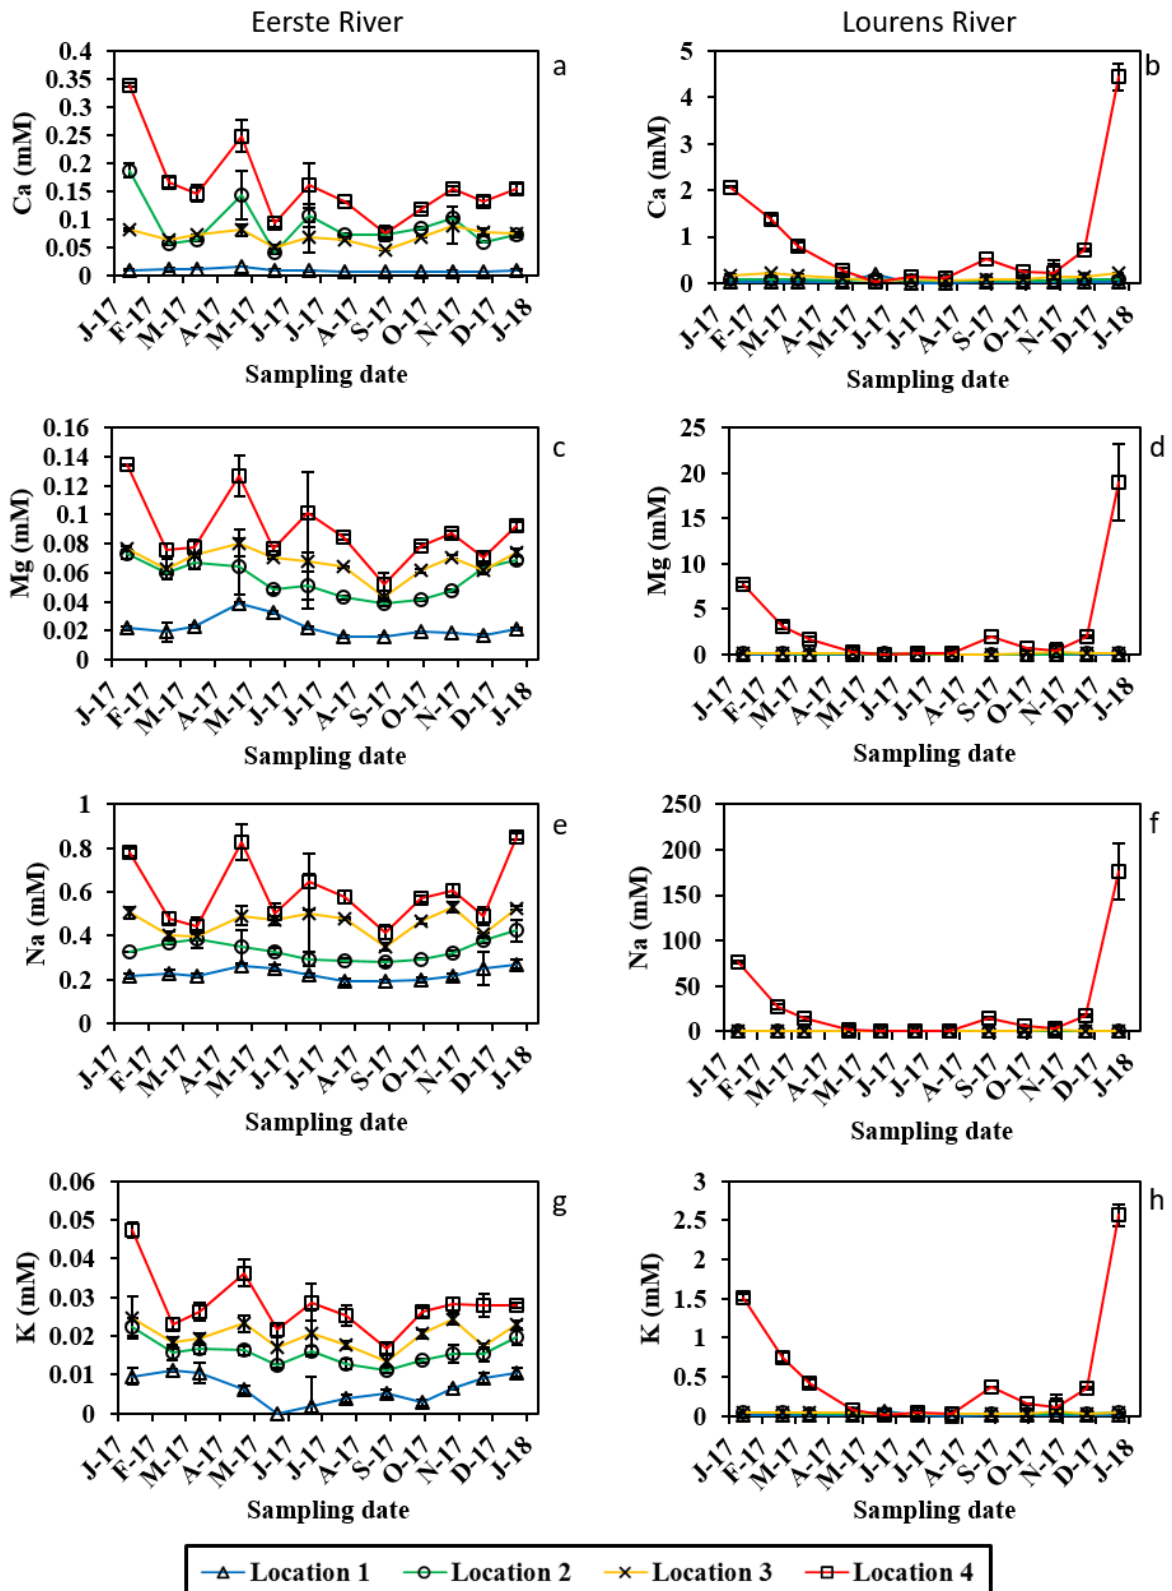 Eerste River
Lourens River
a
Ca (mM)
0.4
0.35
0.3
0.25
0.2
0.15
0.1
0.05
0
J-17 F-17 M-17 A-17 M-17 J-17 J-17 A-17 S-17 O-17 N-17 D-17 J-18
Sampling date
b
Ca (mM)
5
4
3
2
1
0
J-17 F-17 M-17 A-17 M-17 J-17 J-17 A-17 S-17 O-17 N-17 D-17 J-18
Sampling date
c
Mg (mM)
0.16
0.14
0.12
0.1
0.08
0.06
0.04
0.02
0
J-17 F-17 M-17 A-17 M-17 J-17 J-17 A-17 S-17 O-17 N-17 D-17 J-18
Sampling date
d
Mg (mM)
25
20
15
10
5
0
J-17 F-17 M-17 A-17 M-17 J-17 J-17 A-17 S-17 O-17 N-17 D-17 J-18
Sampling date
e
Na (mM)
1
0.8
0.6
0.4
0.2
0
J-17 F-17 M-17 A-17 M-17 J-17 J-17 A-17 S-17 O-17 N-17 D-17 J-18
Sampling date
f
Na (mM)
250
200
150
100
50
0
J-17 F-17 M-17 A-17 M-17 J-17 J-17 A-17 S-17 O-17 N-17 D-17 J-18
Sampling date
g
K (mM)
0.06
0.05
0.04
0.03
0.02
0.01
0
J-17 F-17 M-17 A-17 M-17 J-17 J-17 A-17 S-17 O-17 N-17 D-17 J-18
Sampling date
h
K (mM)
3
2.5
2
1.5
1
0.5
0
J-17 F-17 M-17 A-17 M-17 J-17 J-17 A-17 S-17 O-17 N-17 D-17 J-18
Sampling date
Location 1 Location 2 Location 3 Location 4